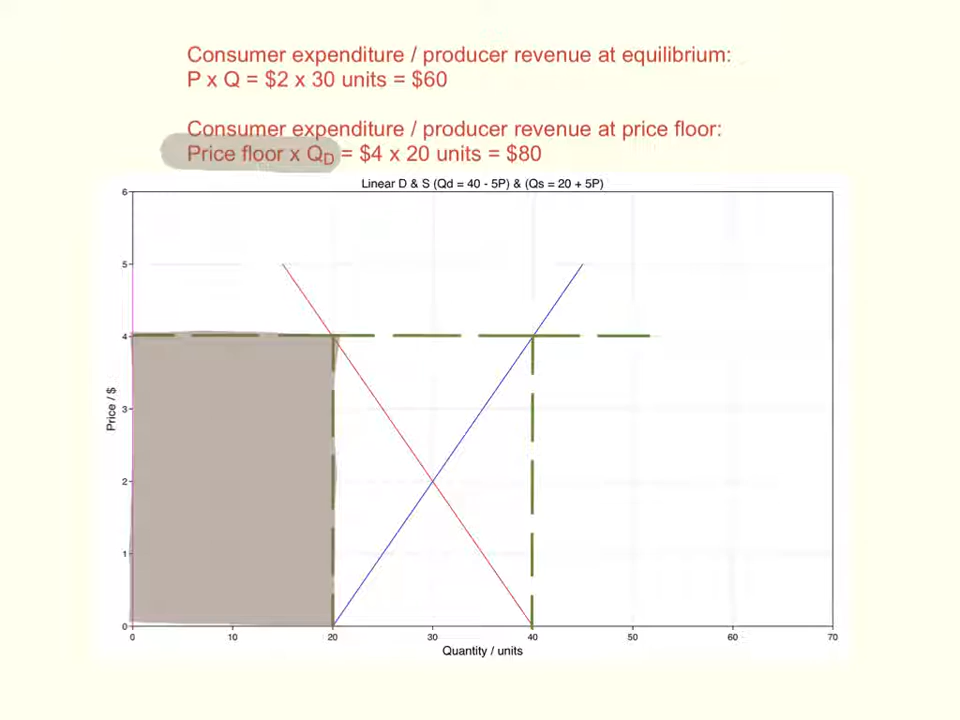 Consumer expenditure / producer revenue at equilibrium:
P x Q = $2 x 30 units = $60
Consumer expenditure / producer revenue at price floor:
Price floor x QD = $4 x 20 units = $80
Linear D & S (Qd = 40 - 5P) & (Qs = 20 + 5P)
6
5
4
3
2
1
0
Price / $
0 10 20 30 40 50 60 70
Quantity / units